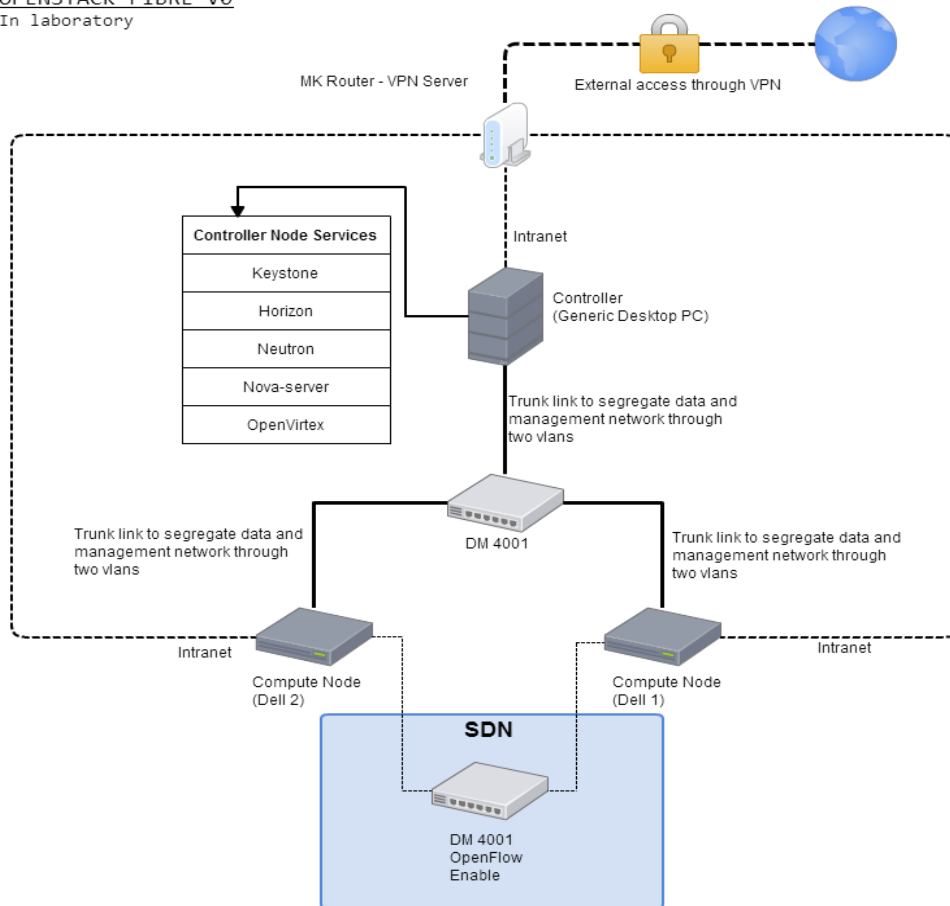 OPENSTACK FIBRE V0
In laboratory
MK Router - VPN Server
External access through VPN
Intranet
Controller Node Services
Keystone
Horizon
Neutron
Nova-server
OpenVirtex
Controller
(Generic Desktop PC)
Trunk link to segregate data and
management network through
two vlans
DM 4001
Trunk link to segregate data and
management network through
two vlans
Trunk link to segregate data and
management network through
two vlans
Intranet
Intranet
Compute Node
(Dell 2)
Compute Node
(Dell 1)
SDN
DM 4001
OpenFlow
Enable